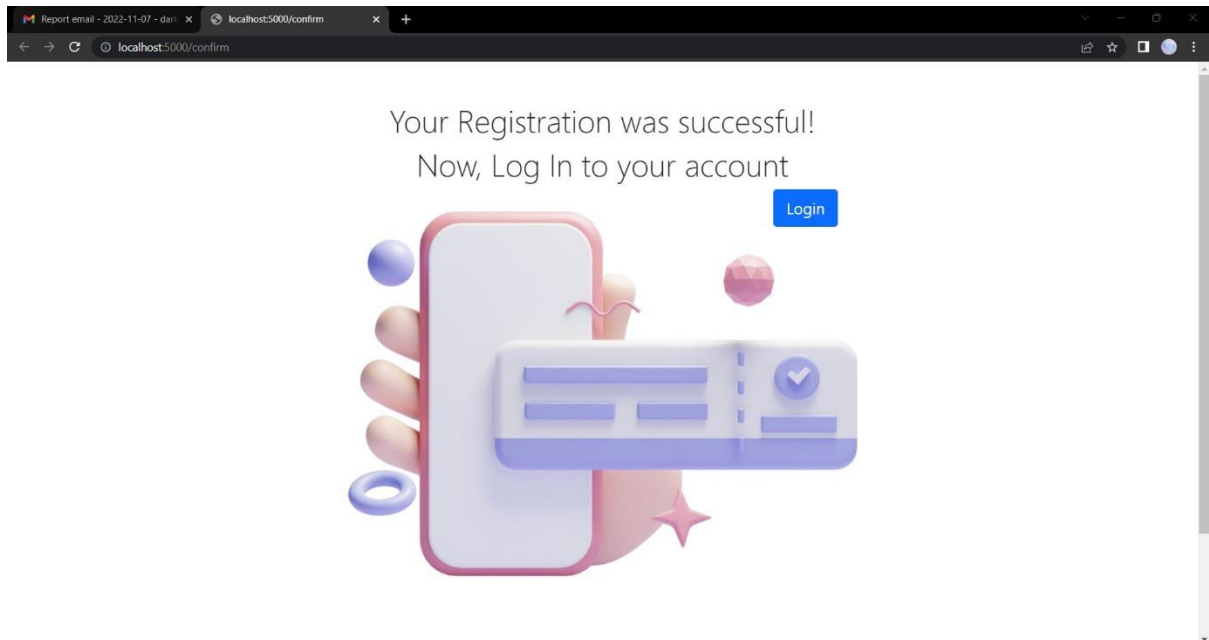 Report email - 2022-11-07 - dar
localhost:5000/confirm
localhost:5000/confirm
Your Registration was successful!
Now, Log In to your account
Login